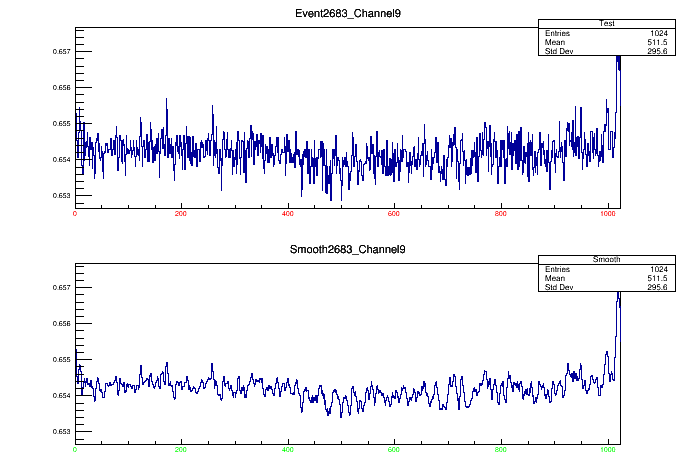 Event2683_Channel9
Test
Entries 1024
Mean 511.5
Std Dev 295.6
0.657
0.656
0.655
0.654
0.653
0 200 400 600 800 1000
Smooth2683_Channel9
Smooth
Entries 1024
Mean 511.5
Std Dev 295.6
0.657
0.656
0.655
0.654
0.653
0 200 400 600 800 1000